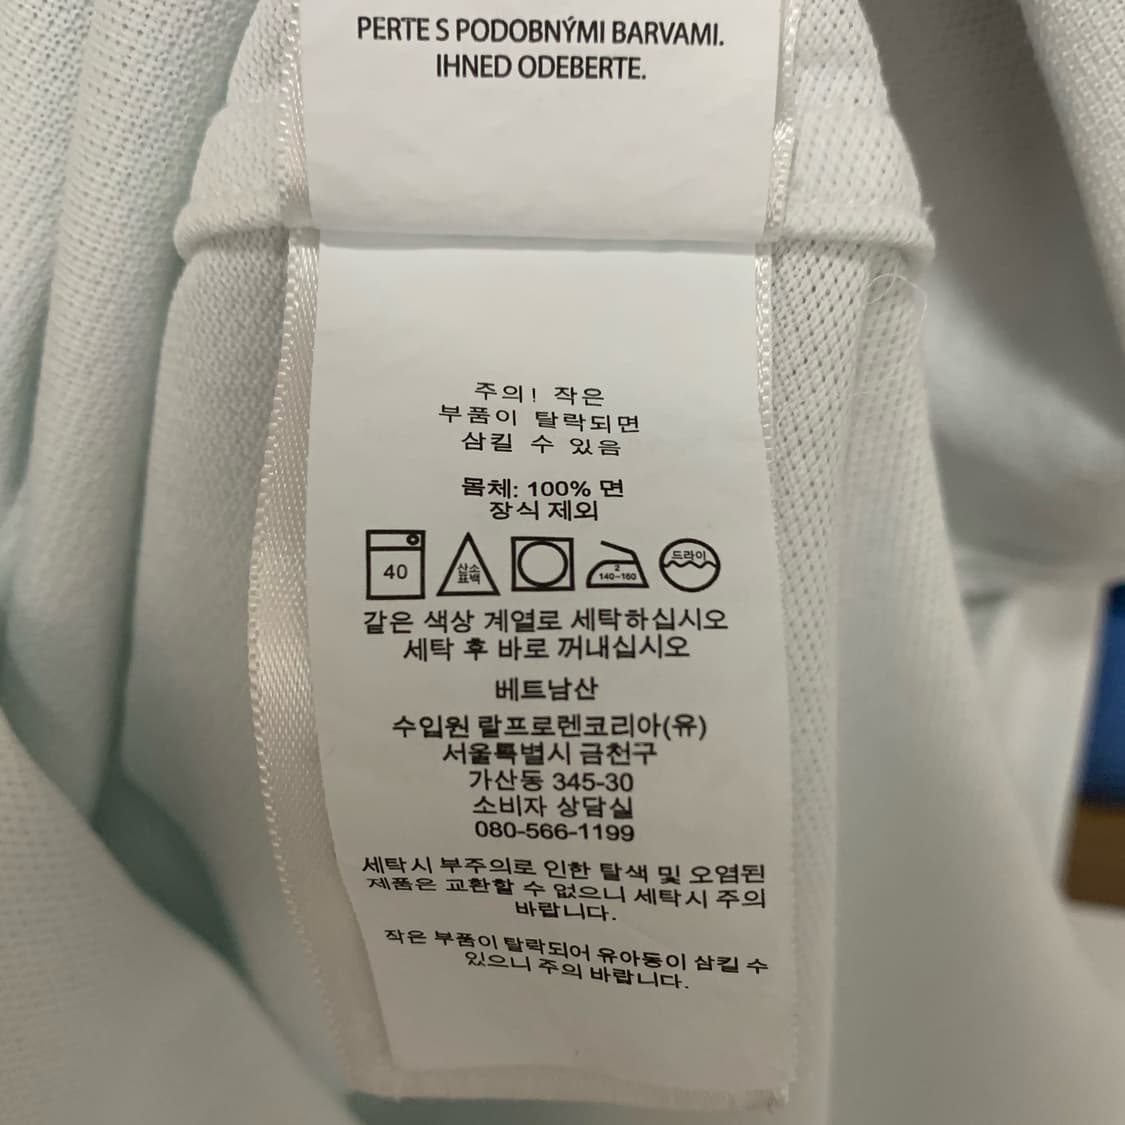 PERTE S PODOBNÝMI BARVAMI.
IHNED ODEBERTE.
주의! 작은
부품이 탈락되면
삼킬 수 있음
몸체: 100% 면
장식 제외
40
산소
표백
2
140-160
드라이
같은 색상 계열로 세탁하십시오
세탁 후 바로 꺼내십시오
베트남산
수입원 랄프로렌코리아(유)
서울특별시 금천구
가산동 345-30
소비자 상담실
080-566-1199
세탁시 부주의로 인한 탈색 및 오염된
제품은 교환할 수 없으니 세탁시 주의
바랍니다.
작은 부품이 탈락되어 유아동이 삼킬 수
있으니 주의 바랍니다.